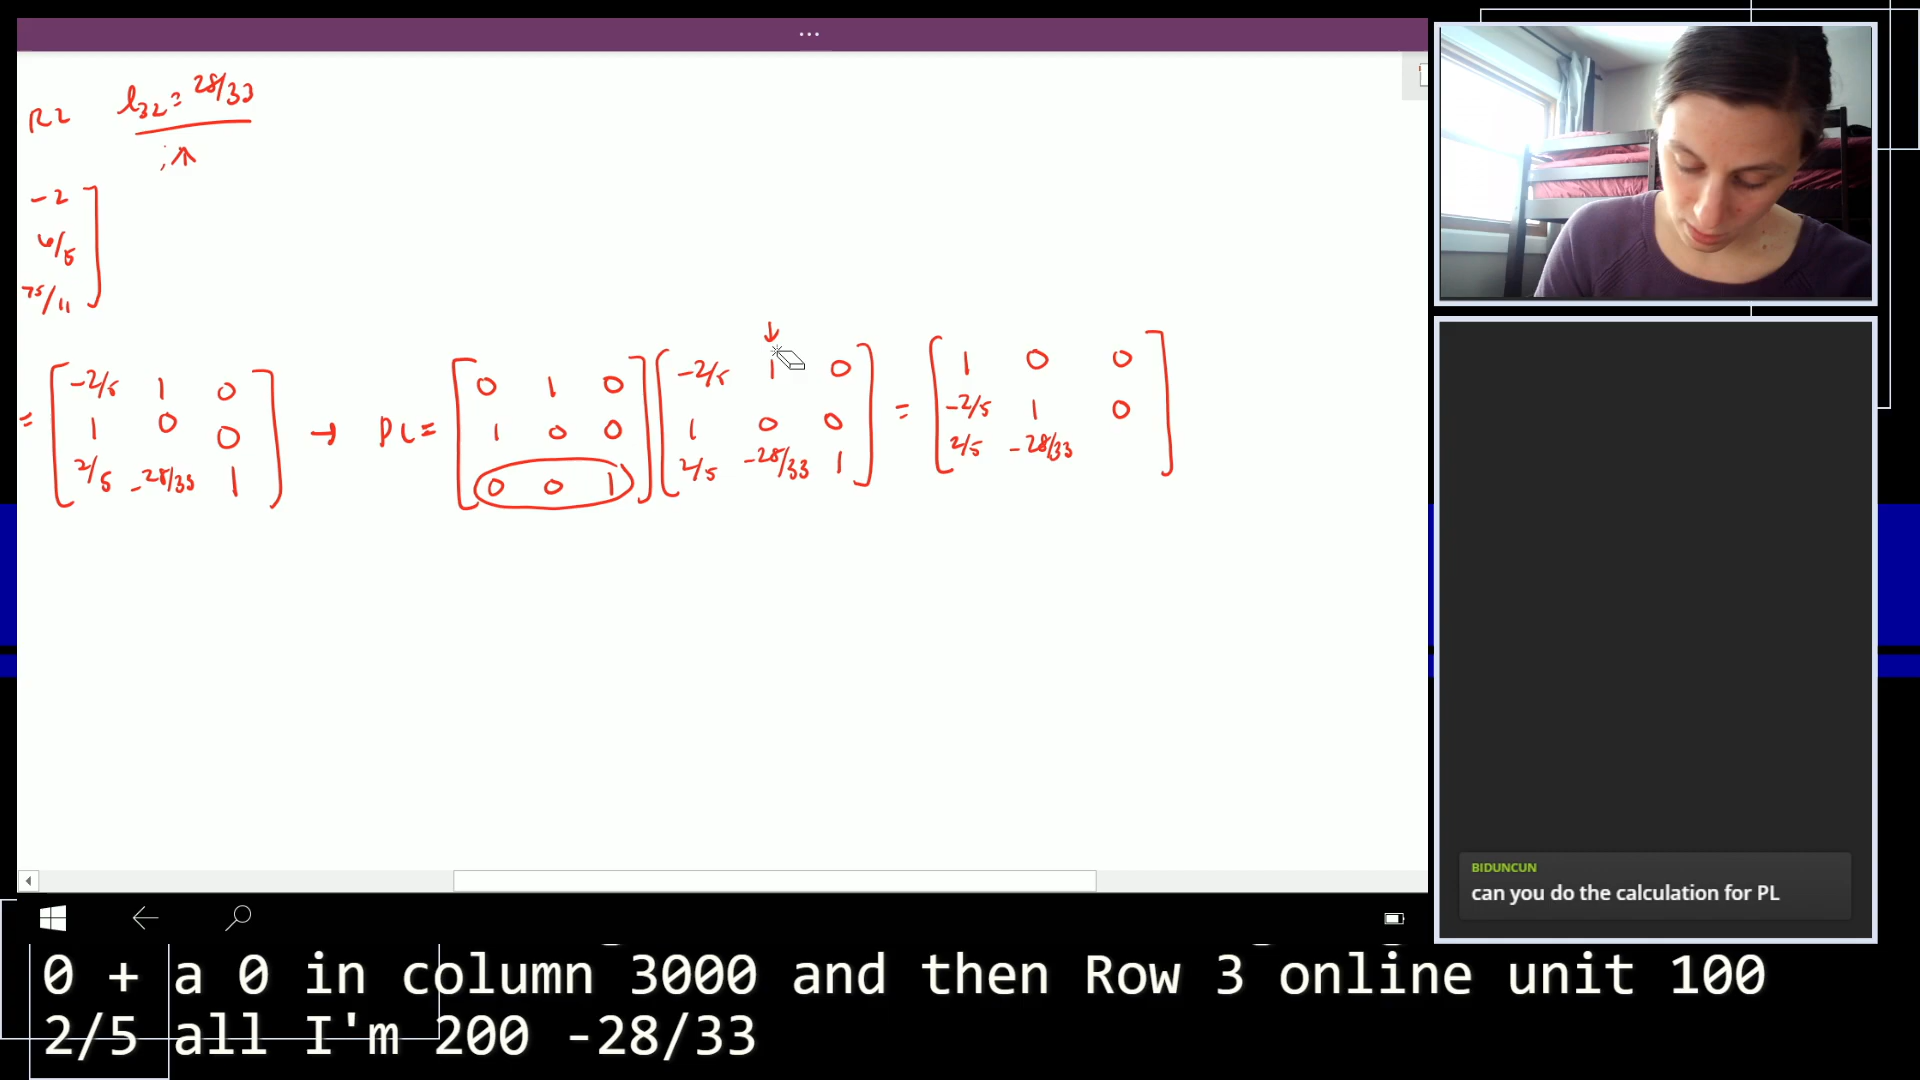 ...
R2 l32 = 28/33
-2
6/5
75/11
= [ -2/5 1 0
1 0 0
2/5 -28/33 1 ]
→ PL =
[ 0 1 0
1 0 0
0 0 1 ]
[ -2/5 1 0
1 0 0
2/5 -28/33 1 ]
=
[ 1 0 0
-2/5 1 0
2/5 -28/33 ]
BIDUNCUN
can you do the calculation for PL
0 + a 0 in column 3000 and then Row 3 online unit 100
2/5 all I'm 200 -28/33